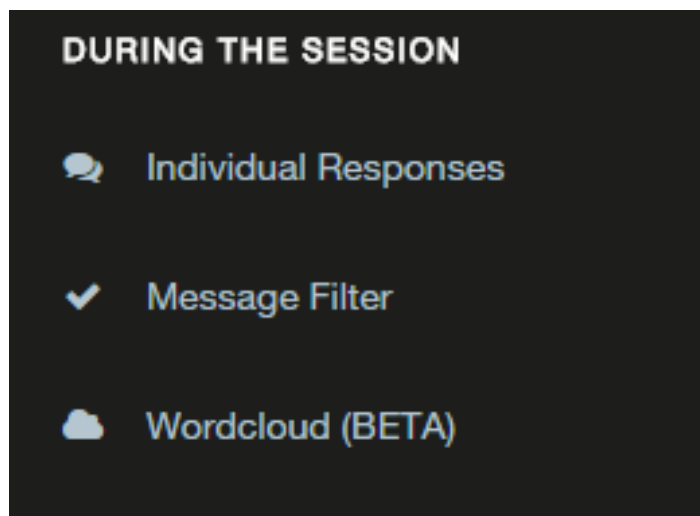 DURING THE SESSION
Individual Responses
Message Filter
Wordcloud (BETA)